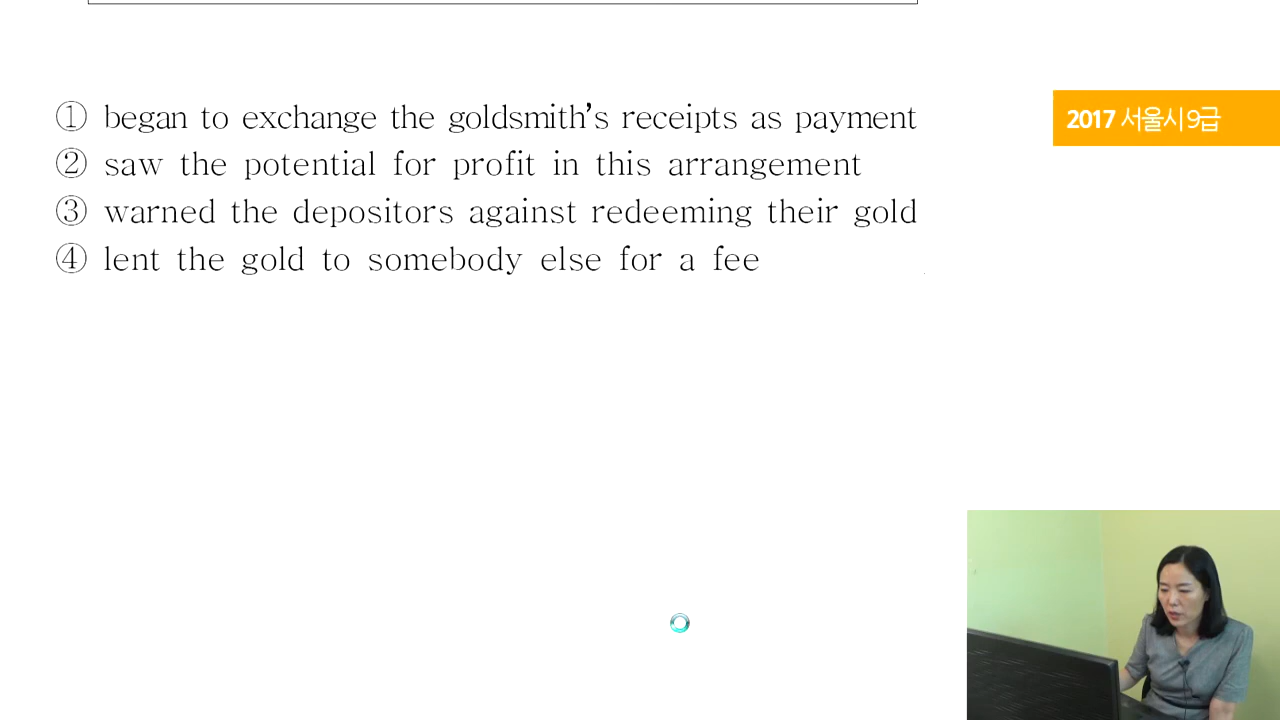 ① began to exchange the goldsmith's receipts as payment
2017 서울시 9급
② saw the potential for profit in this arrangement
③ warned the depositors against redeeming their gold
④ lent the gold to somebody else for a fee